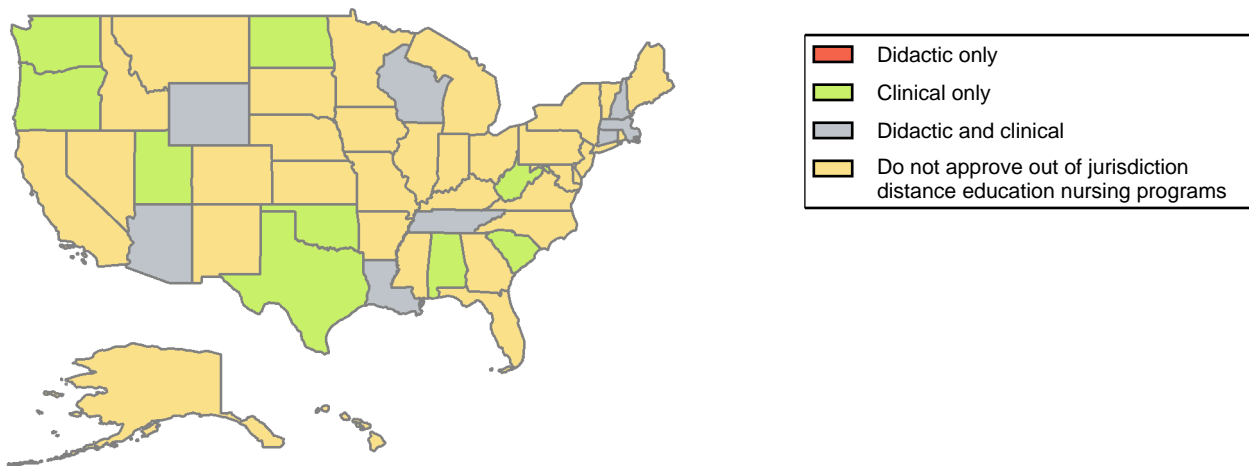 Didactic only
Clinical only
Didactic and clinical
Do not approve out of jurisdiction
distance education nursing programs